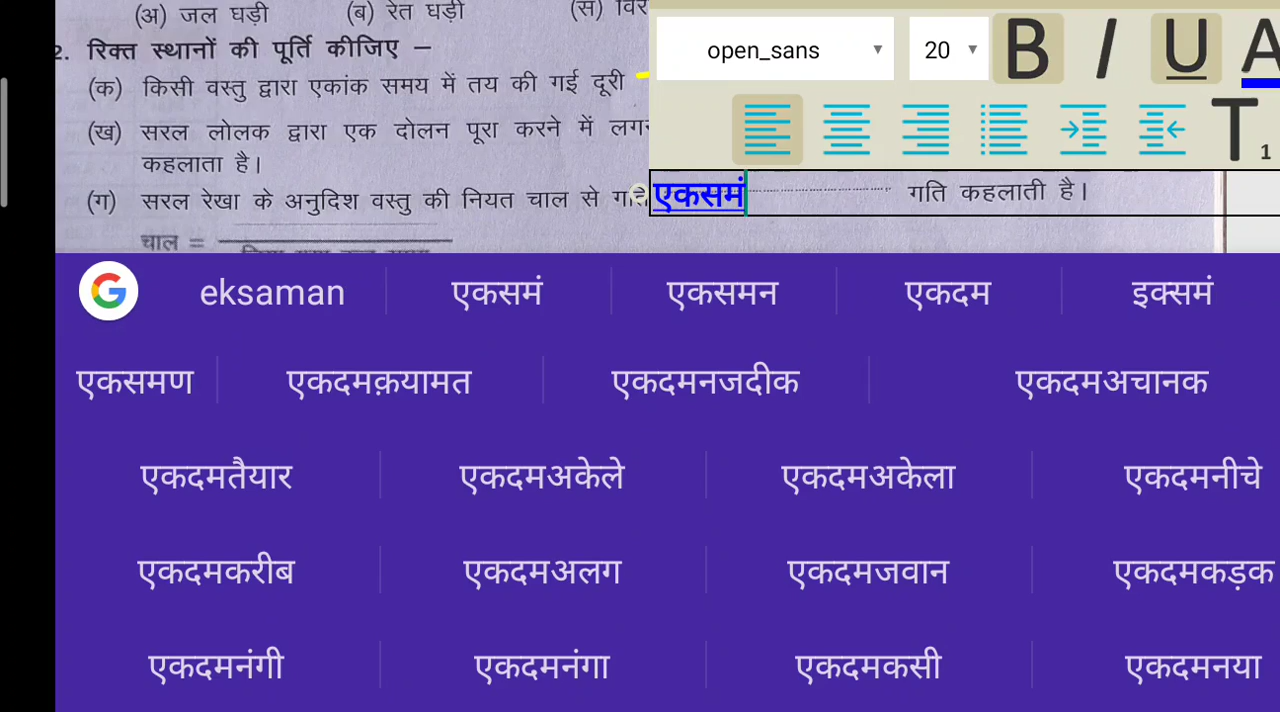 (अ) जल घड़ी (ब) रेत घड़ी (स)
2. रिक्त स्थानों की पूर्ति कीजिए –
(क) किसी वस्तु द्वारा एकांक समय में तय की गई दूरी
(ख) सरल लोलक द्वारा एक दोलन पूरा करने में
कहलाता है।
(ग) सरल रेखा के अनुदिश वस्तु की नियत चाल से
एकसमं गति कहलाती है।
चाल =
open_sans 20 B I U A
T 1
eksaman एकसमं एकसमन एकदम इक्समं
एकसमण एकदमक़यामत एकदमनजदीक एकदमअचानक
एकदमतैयार एकदमअकेले एकदमअकेला एकदमनीचे
एकदमकरीब एकदमअलग एकदमजवान एकदमकड़क
एकदमनंगी एकदमनंगा एकदमकसी एकदमनया